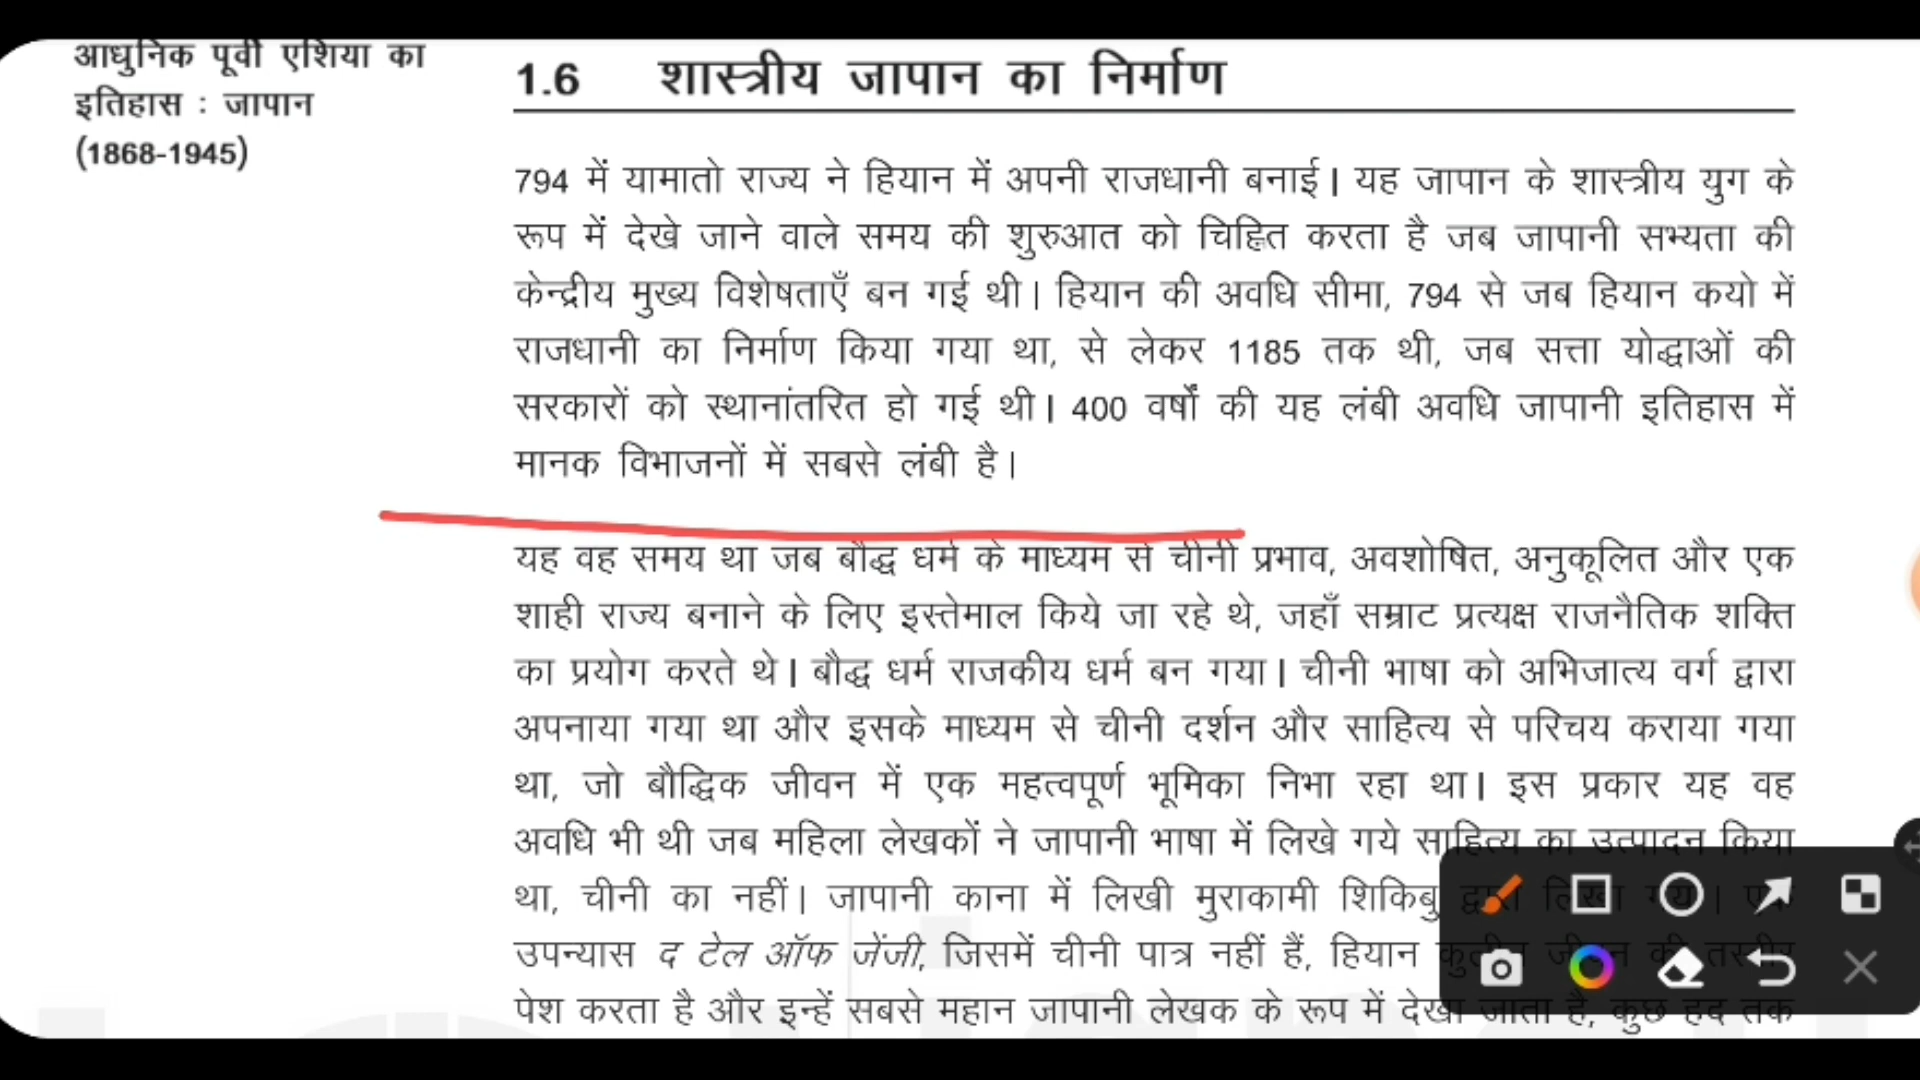 आधुनिक पूर्वी एशिया का
इतिहास : जापान
(1868-1945)
1.6 शास्त्रीय जापान का निर्माण
794 में यामातो राज्य ने हियान में अपनी राजधानी बनाई। यह जापान के शास्त्रीय युग के
रूप में देखे जाने वाले समय की शुरुआत को चिह्नित करता है जब जापानी सभ्यता की
केन्द्रीय मुख्य विशेषताएँ बन गई थी। हियान की अवधि सीमा, 794 से जब हियान कयो में
राजधानी का निर्माण किया गया था, से लेकर 1185 तक थी, जब सत्ता योद्धाओं की
सरकारों को स्थानांतरित हो गई थी। 400 वर्षों की यह लंबी अवधि जापानी इतिहास में
मानक विभाजनों में सबसे लंबी है।
यह वह समय था जब बौद्ध धर्म के माध्यम से चीनी प्रभाव, अवशोषित, अनुकूलित और एक
शाही राज्य बनाने के लिए इस्तेमाल किये जा रहे थे, जहाँ सम्राट प्रत्यक्ष राजनैतिक शक्ति
का प्रयोग करते थे। बौद्ध धर्म राजकीय धर्म बन गया। चीनी भाषा को अभिजात्य वर्ग द्वारा
अपनाया गया था और इसके माध्यम से चीनी दर्शन और साहित्य से परिचय कराया गया
था, जो बौद्धिक जीवन में एक महत्वपूर्ण भूमिका निभा रहा था। इस प्रकार यह वह
अवधि भी थी जब महिला लेखकों ने जापानी भाषा में लिखे गये साहित्य का उत्पादन किया
था, चीनी का नहीं। जापानी काना में लिखी मुराकामी शिकिबु द्वारा
उपन्यास द टेल ऑफ जेंजी, जिसमें चीनी पात्र नहीं हैं, हियान
पेश करता है और इन्हें सबसे महान जापानी लेखक के रूप में देखा जाता है, कुछ हद तक